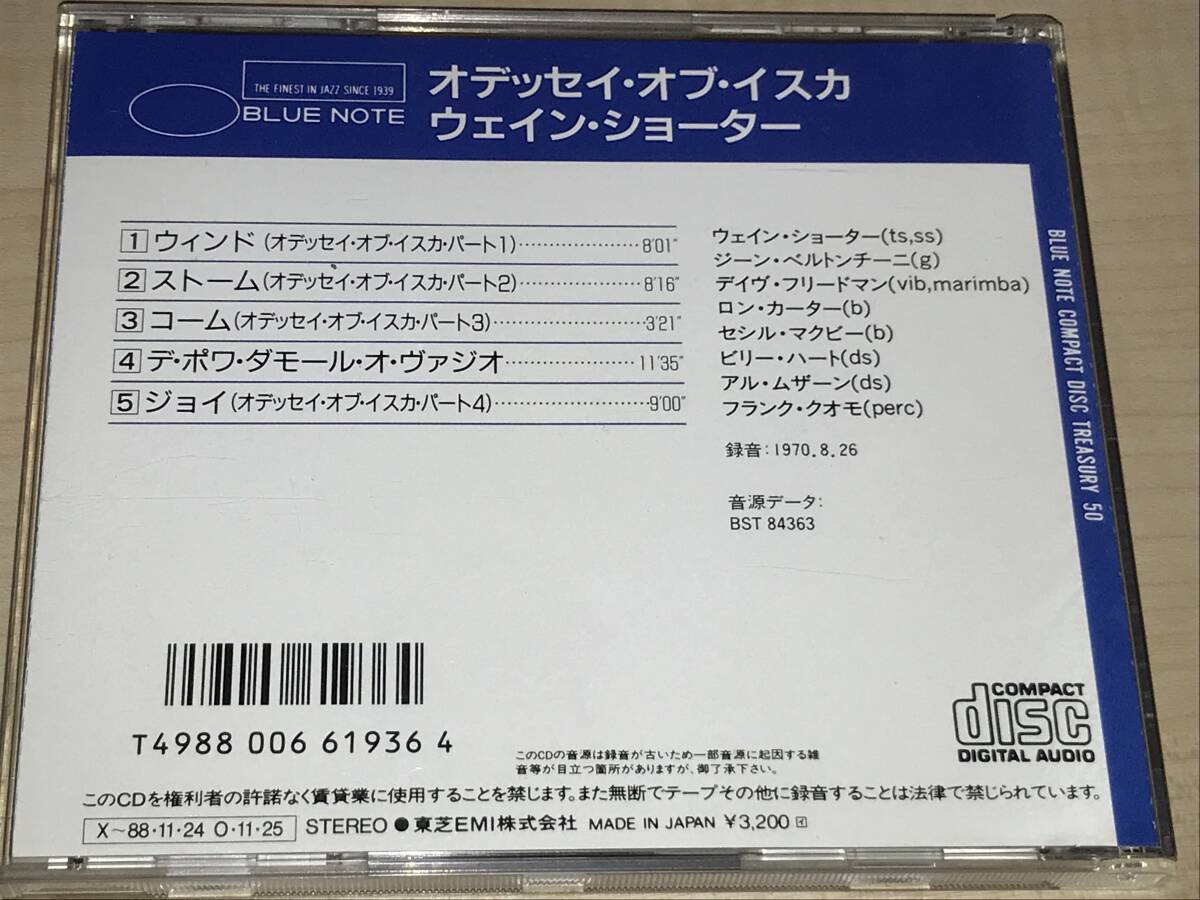 THE FINEST IN JAZZ SINCE 1939
BLUE NOTE
オデッセイ・オブ・イスカ
ウェイン・ショーター
1 ウィンド (オデッセイ・オブ・イスカ・パート1)…………………8'01"
2 ストーム(オデッセイ・オブ・イスカ・パート2)…………………8'16"
3 コーム(オデッセイ・オブ・イスカ・パート3)…………………3'21"
4 デ・ポワ・ダモール・オ・ヴァジオ…………………11'35"
5 ジョイ(オデッセイ・オブ・イスカ・パート4)…………………9'00"
ウェイン・ショーター(ts,ss)
ジーン・ベルトンチーニ(g)
デイヴ・フリードマン(vib,marimba)
ロン・カーター(b)
セシル・マクビー(b)
ビリー・ハート(ds)
アル・ムザーン(ds)
フランク・クオモ(perc)
録音:1970.8.26
音源データ:
BST 84363
BLUE NOTE COMPACT DISC TREASURY 50
T4988 006 61936 4
COMPACT
disc
DIGITAL AUDIO
このCDの音源は録音が古いため一部音源に起因する雑
音等が目立つ箇所がありますが、御了承下さい。
このCDを権利者の許諾なく賃貸業に使用することを禁じます。また無断でテープその他に録音することは法律で禁じられています。
X〜88・11・24 O・11・25 STEREO ● 東芝EMI株式会社 MADE IN JAPAN ¥3,200